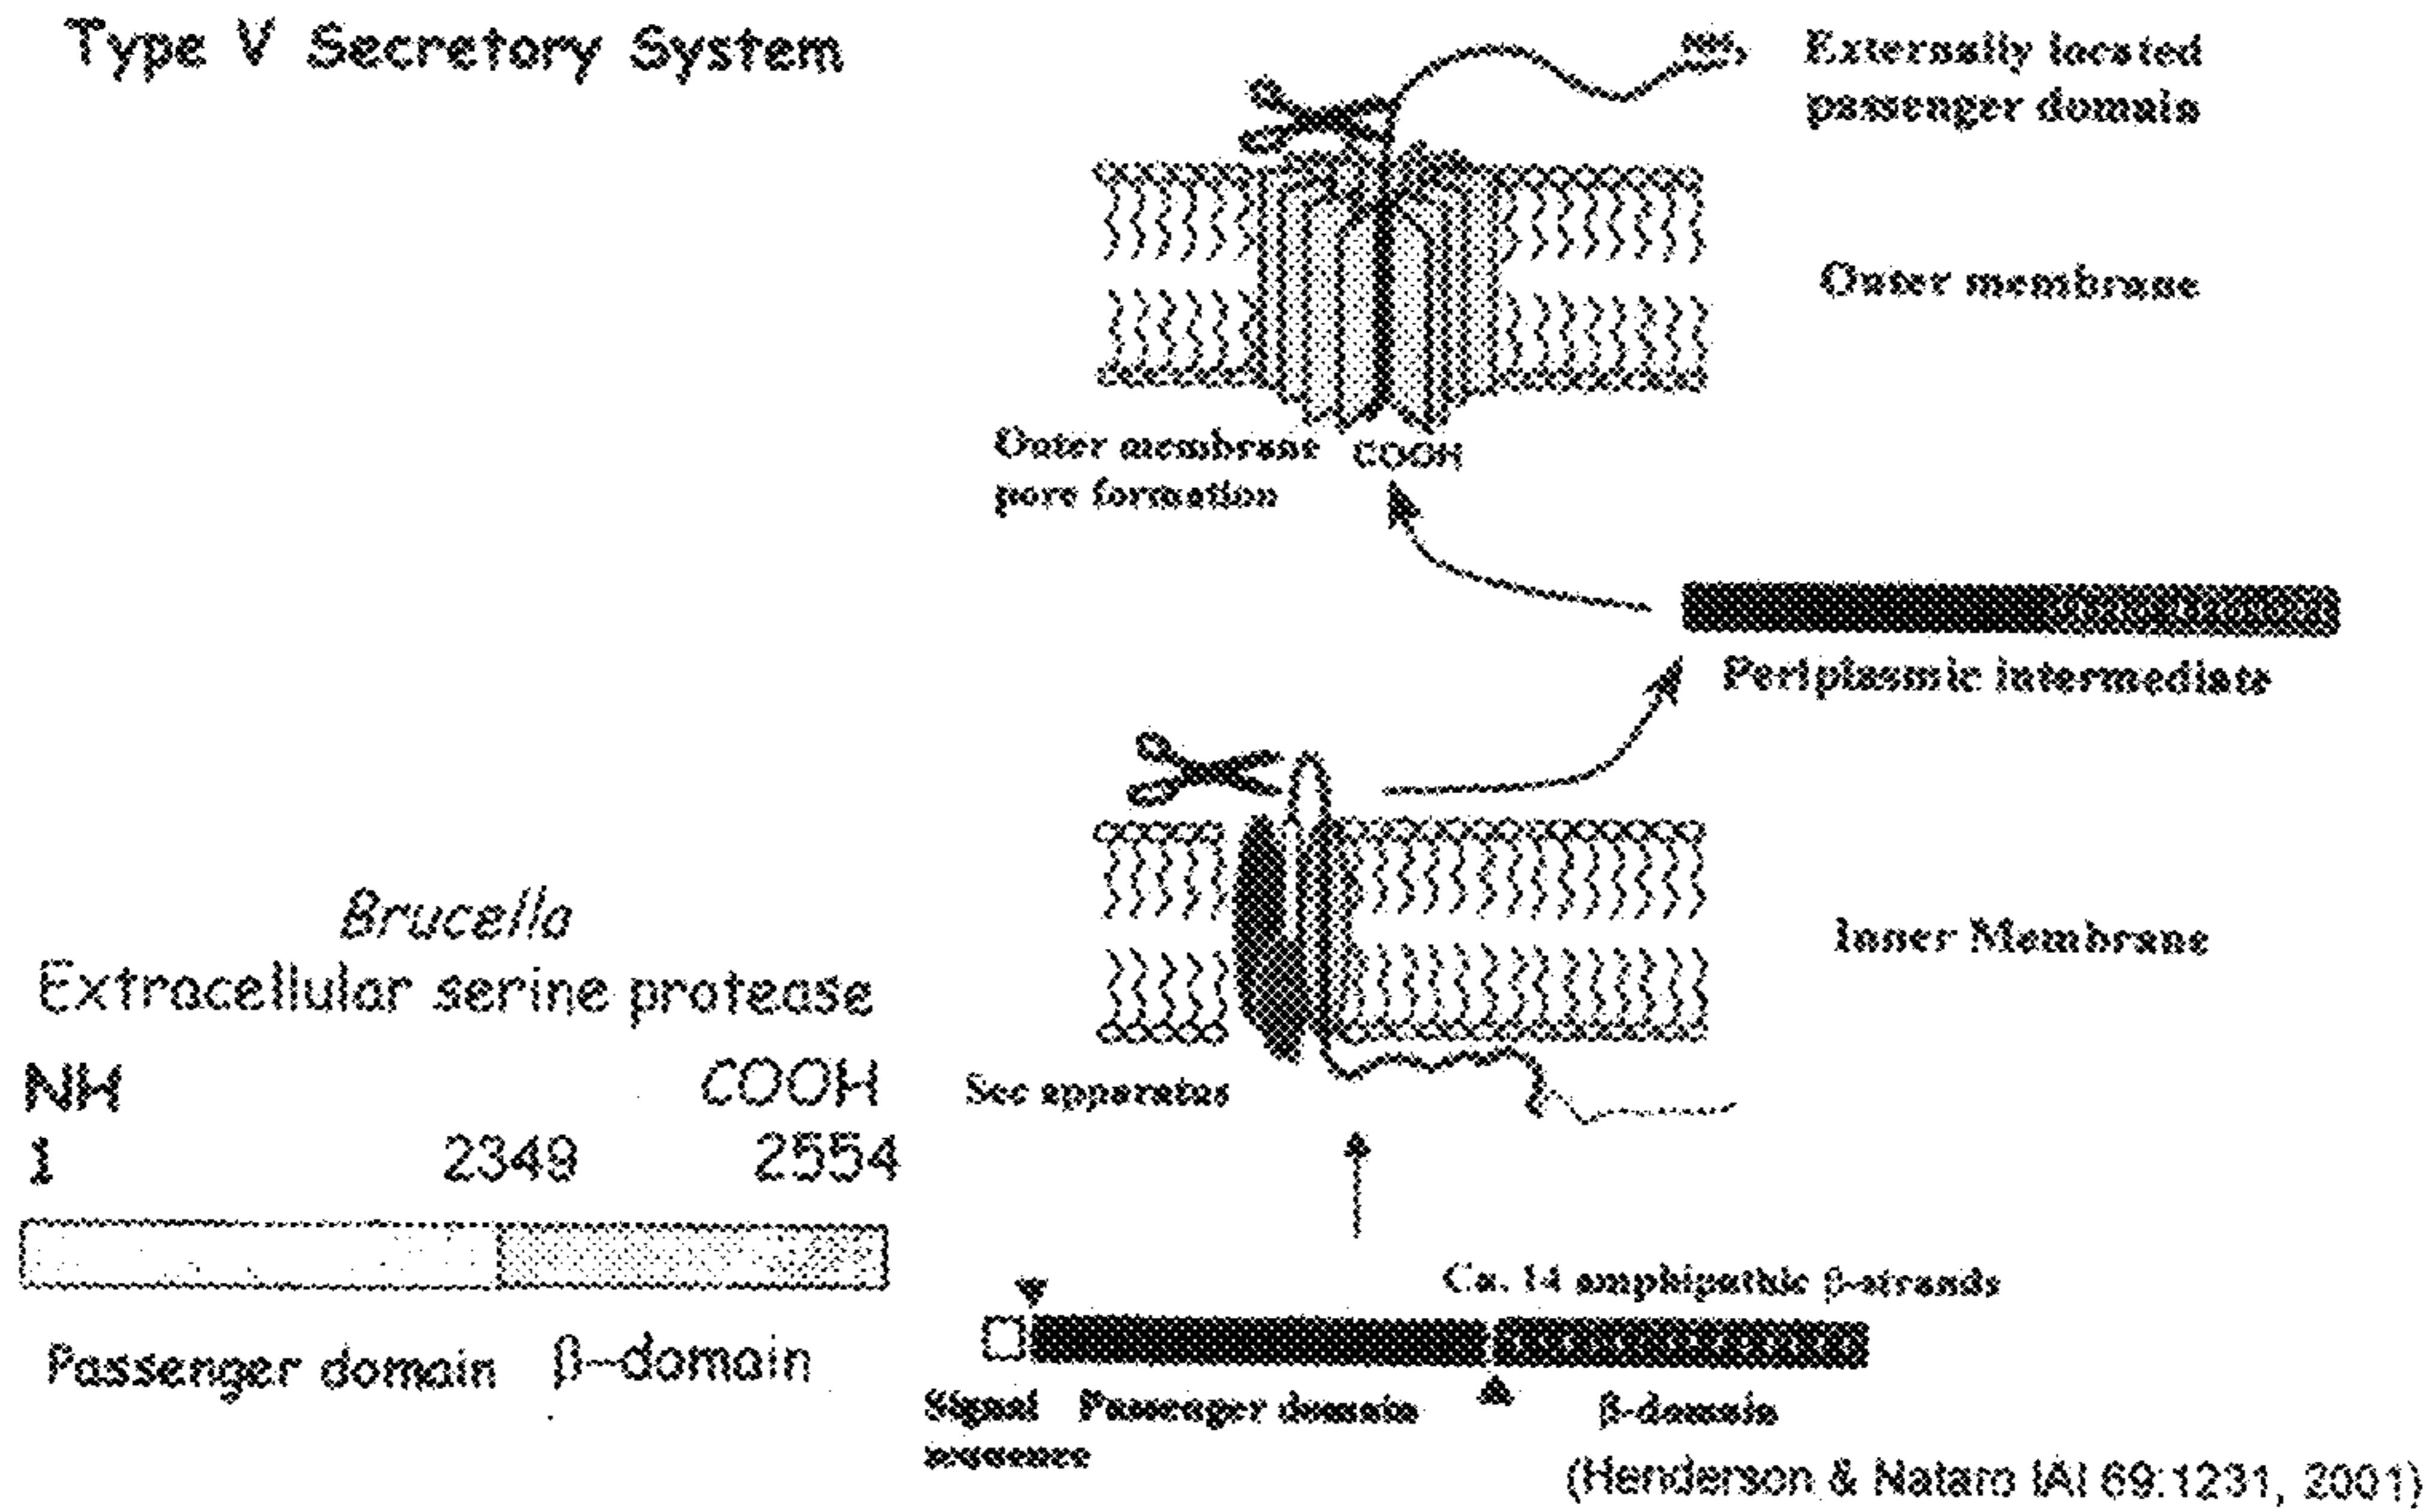 Type V Secretory System
NH₂
Externally located
passenger domain
Outer membrane
Outer membrane
pore formation
COOH
Periplasmic intermediate
Inner Membrane
Sec apparatus
Brucella
Extracellular serine protease
NH
COOH
1
2349
2554
Passenger domain
β-domain
Ca. 14 amphipathic β-strands
Signal
sequence
Passenger domain
β-domain
(Henderson & Nataro IAI 69:1231, 2001)